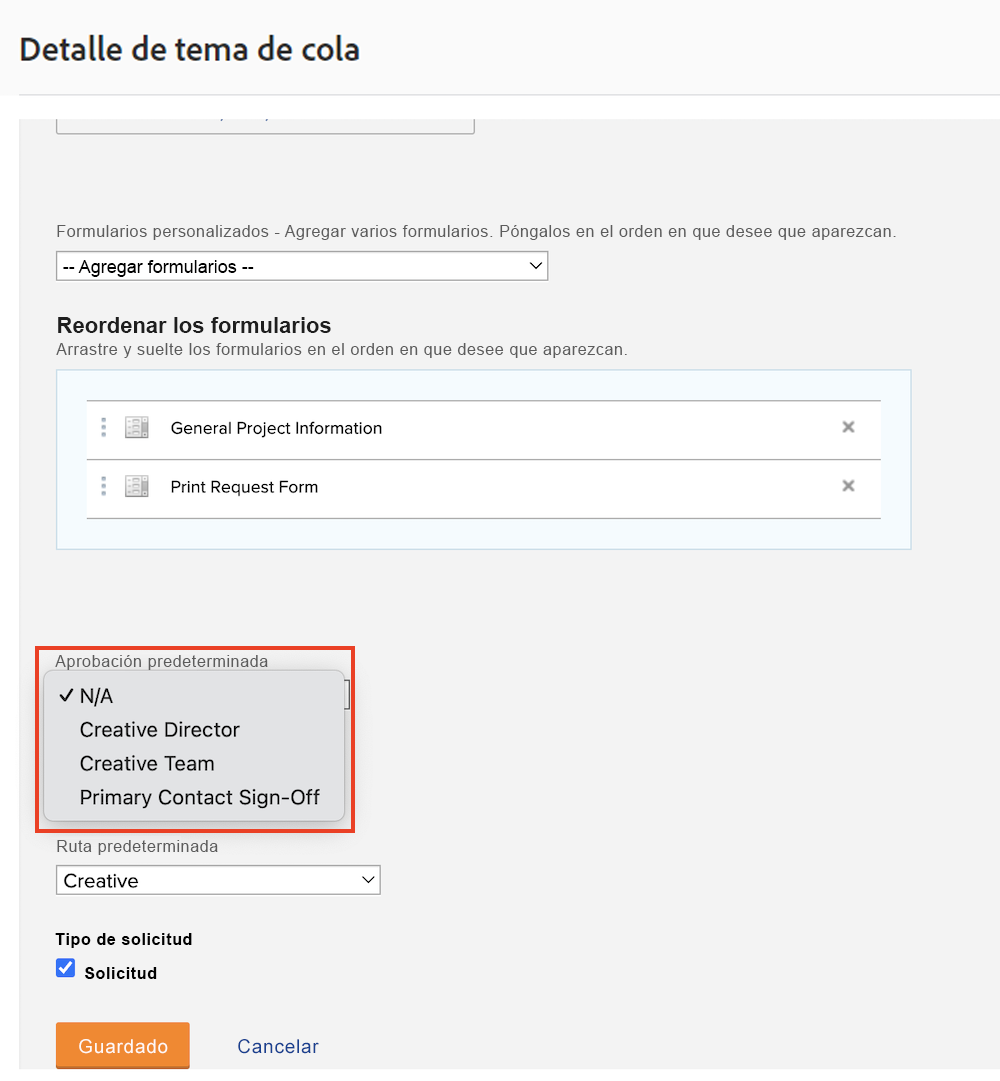 Detalle de tema de cola
Formularios personalizados - Agregar varios formularios. Póngalos en el orden en que desee que aparezcan.
-- Agregar formularios --
Reordenar los formularios
Arrastre y suelte los formularios en el orden en que desee que aparezcan.
General Project Information
Print Request Form
Aprobación predeterminada
N/A
Creative Director
Creative Team
Primary Contact Sign-Off
Ruta predeterminada
Creative
Tipo de solicitud
Solicitud
Guardado
Cancelar